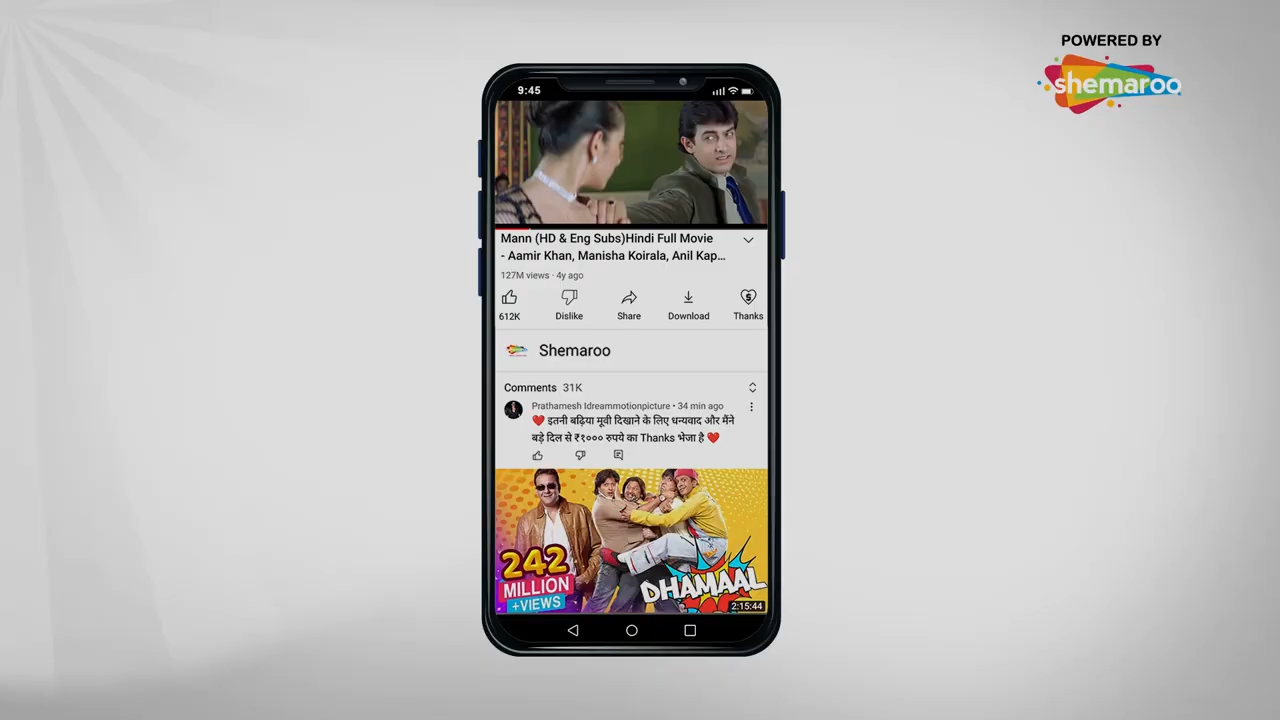 POWERED BY
shemaroo
9:45
Mann (HD & Eng Subs)Hindi Full Movie
- Aamir Khan, Manisha Koirala, Anil Kap...
127M views · 4y ago
612K Dislike Share Download Thanks
Shemaroo
Comments 31K
Prathamesh Idreammotionpicture • 34 min ago
❤️ इतनी बढ़िया मूवी दिखाने के लिए धन्यवाद और मैंने
बड़े दिल से ₹१००० रुपये का Thanks भेजा है ❤️
242
MILLION
+VIEWS
DHAMAAL
2:15:44